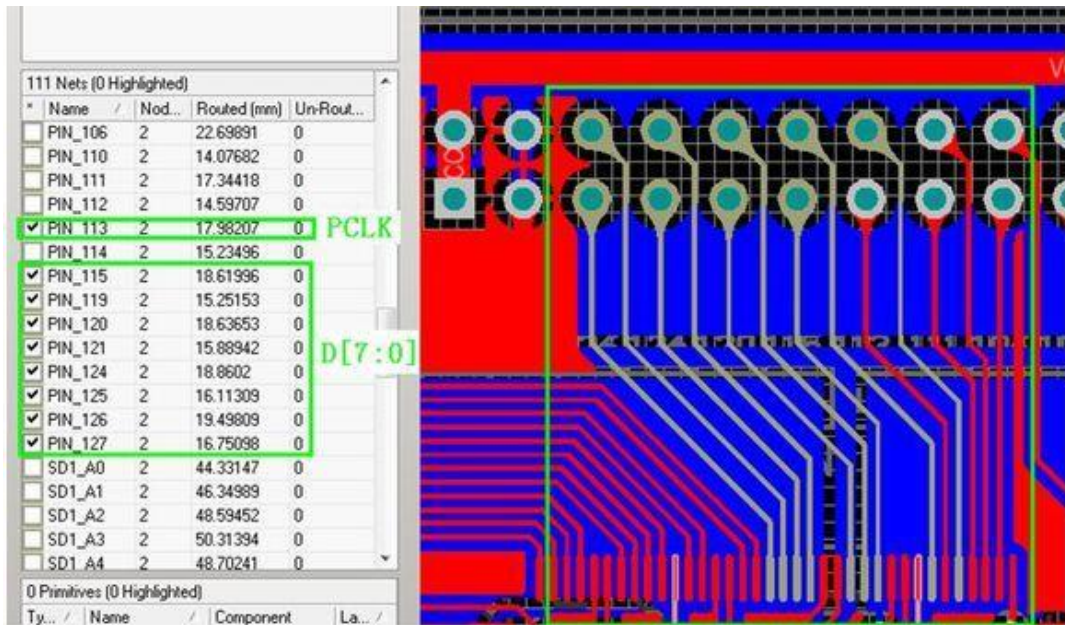 111 Nets (0 Highlighted)
* Name / Nod... Routed (mm) Un-Rout...
PIN_106 2 22.69891 0
PIN_110 2 14.07682 0
PIN_111 2 17.34418 0
PIN_112 2 14.59707 0
PIN_113 2 17.98207 0 PCLK
PIN_114 2 15.23496 0
PIN_115 2 18.61996 0
PIN_119 2 15.25153 0
PIN_120 2 18.63653 0
PIN_121 2 15.88942 0 D[7:0]
PIN_124 2 18.8602 0
PIN_125 2 16.11309 0
PIN_126 2 19.49809 0
PIN_127 2 16.75098 0
SD1_A0 2 44.33147 0
SD1_A1 2 46.34989 0
SD1_A2 2 48.59452 0
SD1_A3 2 50.31394 0
SD1_A4 2 48.70241 0
0 Primitives (0 Highlighted)
Ty... / Name / Component La... /